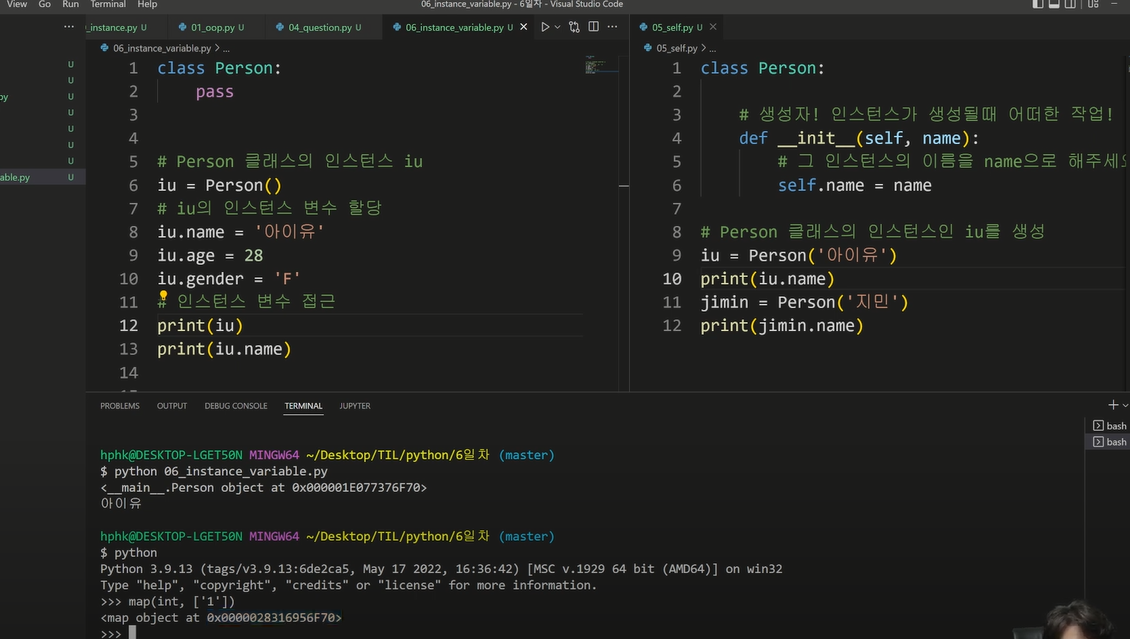 View Go Run Terminal Help 06_instance_variable.py - 6일차 - Visual Studio Code
_instance.py U 01_oop.py U 04_question.py U 06_instance_variable.py U
06_instance_variable.py > ...
1 class Person:
2 pass
3
4
5 # Person 클래스의 인스턴스 iu
6 iu = Person()
7 # iu의 인스턴스 변수 할당
8 iu.name = '아이유'
9 iu.age = 28
10 iu.gender = 'F'
11 # 인스턴스 변수 접근
12 print(iu)
13 print(iu.name)
14
05_self.py U
05_self.py > ...
1 class Person:
2
3 # 생성자! 인스턴스가 생성될때 어떠한 작업!
4 def __init__(self, name):
5 # 그 인스턴스의 이름을 name으로 해주세요
6 self.name = name
7
8 # Person 클래스의 인스턴스인 iu를 생성
9 iu = Person('아이유')
10 print(iu.name)
11 jimin = Person('지민')
12 print(jimin.name)
U
U
py U
U
U
U
U
able.py U
PROBLEMS OUTPUT DEBUG CONSOLE TERMINAL JUPYTER
bash
bash
hphk@DESKTOP-LGET50N MINGW64 ~/Desktop/TIL/python/6일차 (master)
$ python 06_instance_variable.py
<__main__.Person object at 0x000001E077376F70>
아이유
hphk@DESKTOP-LGET50N MINGW64 ~/Desktop/TIL/python/6일차 (master)
$ python
Python 3.9.13 (tags/v3.9.13:6de2ca5, May 17 2022, 16:36:42) [MSC v.1929 64 bit (AMD64)] on win32
Type "help", "copyright", "credits" or "license" for more information.
>>> map(int, ['1'])
<map object at 0x0000028316956F70>
>>>